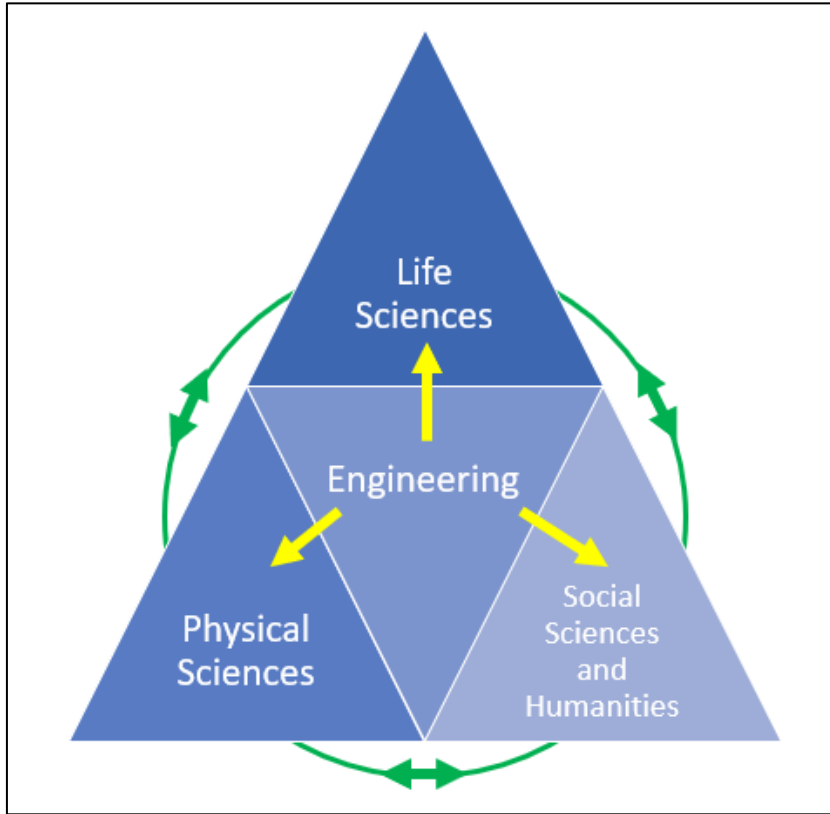 Life
Sciences
Engineering
Physical
Sciences
Social
Sciences
and
Humanities